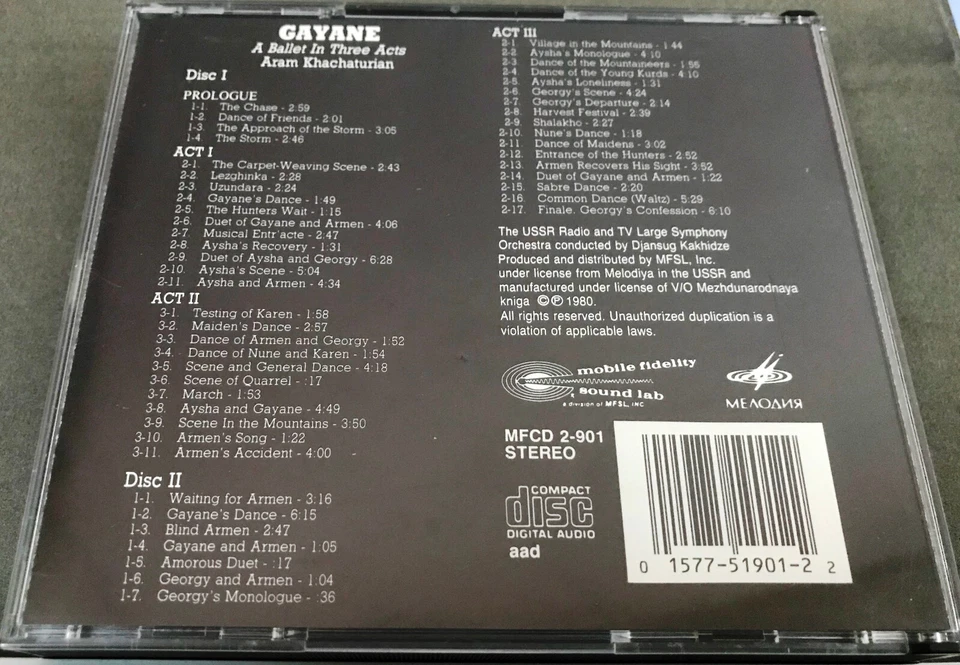 GAYANE
A Ballet In Three Acts
Aram Khachaturian
Disc I
PROLOGUE
1-1. The Chase - 2:59
1-2. Dance of Friends - 2:01
1-3. The Approach of the Storm - 3:05
1-4. The Storm - 2:46
ACT I
2-1. The Carpet-Weaving Scene - 2:43
2-2. Lezghinka - 2:28
2-3. Uzundara - 2:24
2-4. Gayane's Dance - 1:49
2-5. The Hunters Wait - 1:15
2-6. Duet of Gayane and Armen - 4:06
2-7. Musical Entr'acte - 2:47
2-8. Aysha's Recovery - 1:31
2-9. Duet of Aysha and Georgy - 6:28
2-10. Aysha's Scene - 5:04
2-11. Aysha and Armen - 4:34
ACT II
3-1. Testing of Karen - 1:58
3-2. Maiden's Dance - 2:57
3-3. Dance of Armen and Georgy - 1:52
3-4. Dance of Nune and Karen - 1:54
3-5. Scene and General Dance - 4:18
3-6. Scene of Quarrel - :17
3-7. March - 1:53
3-8. Aysha and Gayane - 4:49
3-9. Scene In the Mountains - 3:50
3-10. Armen's Song - 1:22
3-11. Armen's Accident - 4:00
Disc II
1-1. Waiting for Armen - 3:16
1-2. Gayane's Dance - 6:15
1-3. Blind Armen - 2:47
1-4. Gayane and Armen - 1:05
1-5. Amorous Duet - :17
1-6. Georgy and Armen - 1:04
1-7. Georgy's Monologue - :36
ACT III
2-1. Village in the Mountains - 1:44
2-2. Aysha's Monologue - 4:10
2-3. Dance of the Mountaineers - 1:55
2-4. Dance of the Young Kurds - 4:10
2-5. Aysha's Loneliness - 1:31
2-6. Georgy's Scene - 4:24
2-7. Georgy's Departure - 2:14
2-8. Harvest Festival - 2:39
2-9. Shalakho - 2:27
2-10. Nune's Dance - 1:18
2-11. Dance of Maidens - 3:02
2-12. Entrance of the Hunters - 2:52
2-13. Armen Recovers His Sight - 3:52
2-14. Duet of Gayane and Armen - 1:22
2-15. Sabre Dance - 2:20
2-16. Common Dance (Waltz) - 5:29
2-17. Finale. Georgy's Confession - 6:10
The USSR Radio and TV Large Symphony
Orchestra conducted by Djansug Kakhidze
Produced and distributed by MFSL, Inc.
under license from Melodiya in the USSR and
manufactured under license of V/O Mezhdunarodnaya
kniga ©℗ 1980.
All rights reserved. Unauthorized duplication is a
violation of applicable laws.
mobile fidelity
sound lab
a division of MFSL, INC
МЕЛОДИЯ
MFCD 2-901
STEREO
COMPACT
disc
DIGITAL AUDIO
aad
0 1577-51901-2 2